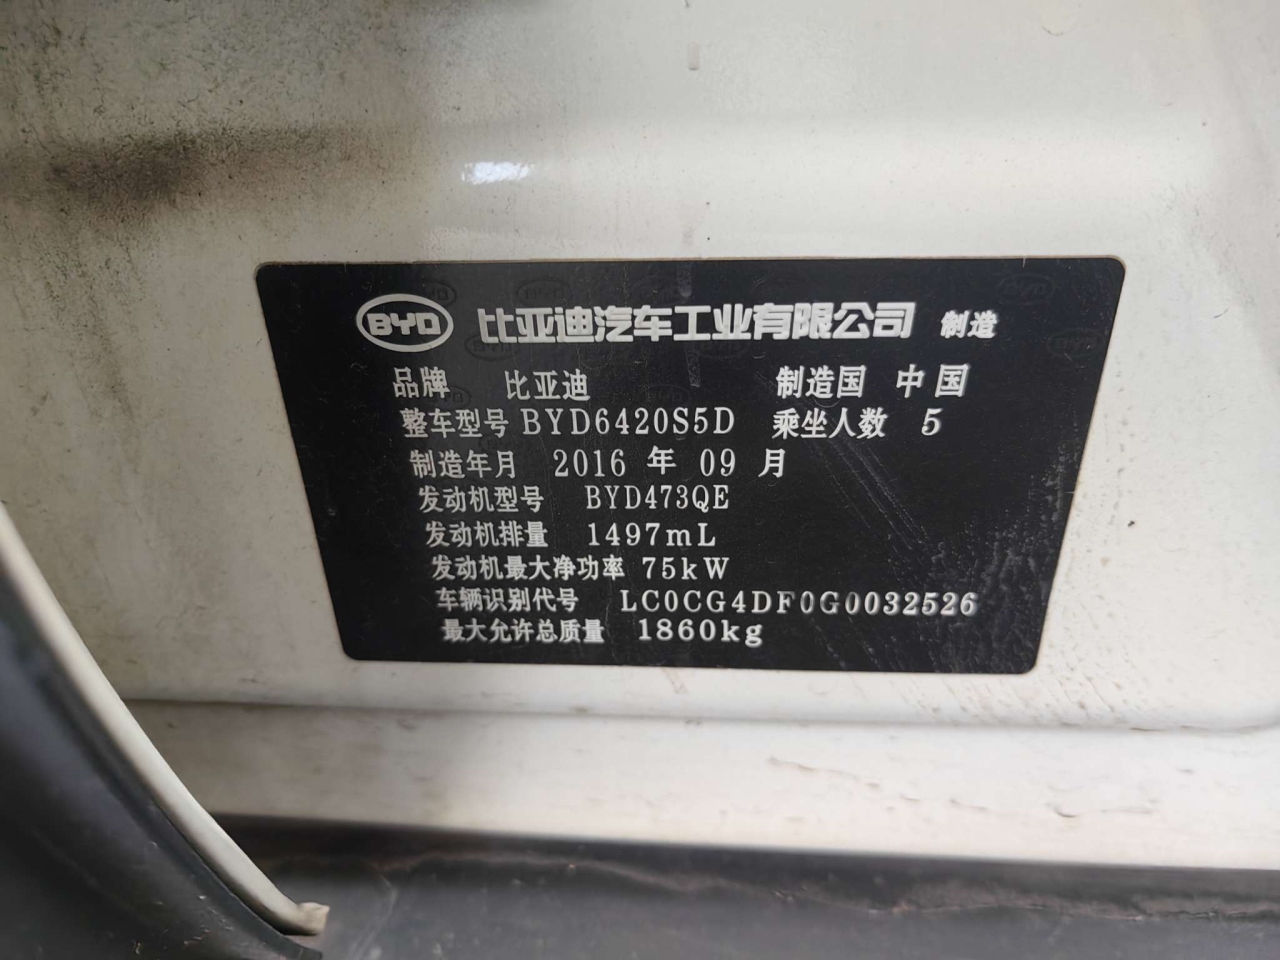 BYD 比亚迪汽车工业有限公司 制造
品牌 比亚迪 制造国 中国
整车型号 BYD6420S5D 乘坐人数 5
制造年月 2016 年 09 月
发动机型号 BYD473QE
发动机排量 1497mL
发动机最大净功率 75kW
车辆识别代号 LC0CG4DF0G0032526
最大允许总质量 1860kg